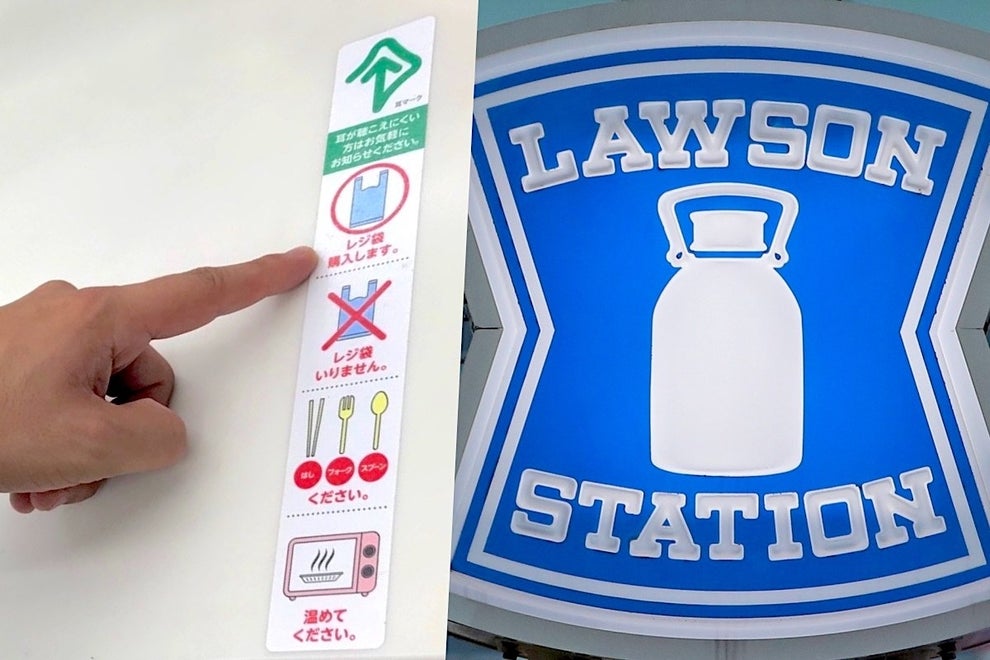 耳マーク
耳が聴こえにくい
方はお気軽に
お知らせください。
レジ袋
購入します。
レジ袋
いりません。
はし フォーク スプーン
ください。
温めて
ください。
LAWSON
STATION